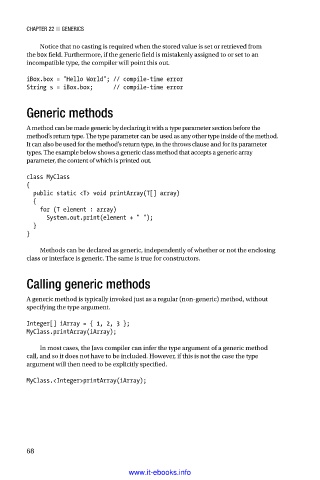 CHAPTER 22 ■ GENERICS
Notice that no casting is required when the stored value is set or retrieved from
the box field. Furthermore, if the generic field is mistakenly assigned to or set to an
incompatible type, the compiler will point this out.
iBox.box = "Hello World"; // compile-time error
String s = iBox.box;      // compile-time error
Generic methods
A method can be made generic by declaring it with a type parameter section before the
method's return type. The type parameter can be used as any other type inside of the method.
It can also be used for the method's return type, in the throws clause and for its parameter
types. The example below shows a generic class method that accepts a generic array
parameter, the content of which is printed out.
class MyClass
{
  public static <T> void printArray(T[] array)
  {
    for (T element : array)
      System.out.print(element + " ");
  }
}
Methods can be declared as generic, independently of whether or not the enclosing
class or interface is generic. The same is true for constructors.
Calling generic methods
A generic method is typically invoked just as a regular (non-generic) method, without
specifying the type argument.
Integer[] iArray = { 1, 2, 3 };
MyClass.printArray(iArray);
In most cases, the Java compiler can infer the type argument of a generic method
call, and so it does not have to be included. However, if this is not the case the type
argument will then need to be explicitly specified.
MyClass.<Integer>printArray(iArray);
68
www.it-ebooks.info